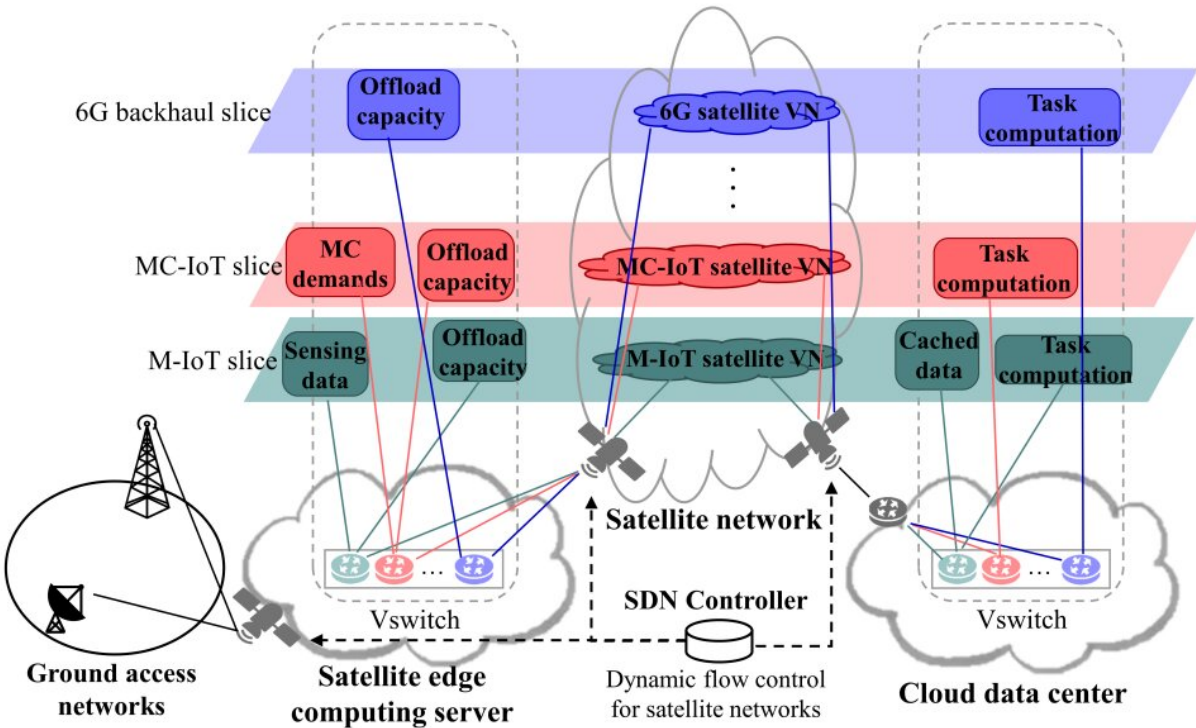 6G backhaul slice
Offload
capacity
6G satellite VN
Task
computation
MC-IoT slice
MC
demands
Offload
capacity
MC-IoT satellite VN
Task
computation
M-IoT slice
Sensing
data
Offload
capacity
M-IoT satellite VN
Cached
data
Task
computation
Satellite network
...
...
Vswitch
SDN Controller
Vswitch
Ground access
networks
Satellite edge
computing server
Dynamic flow control
for satellite networks
Cloud data center